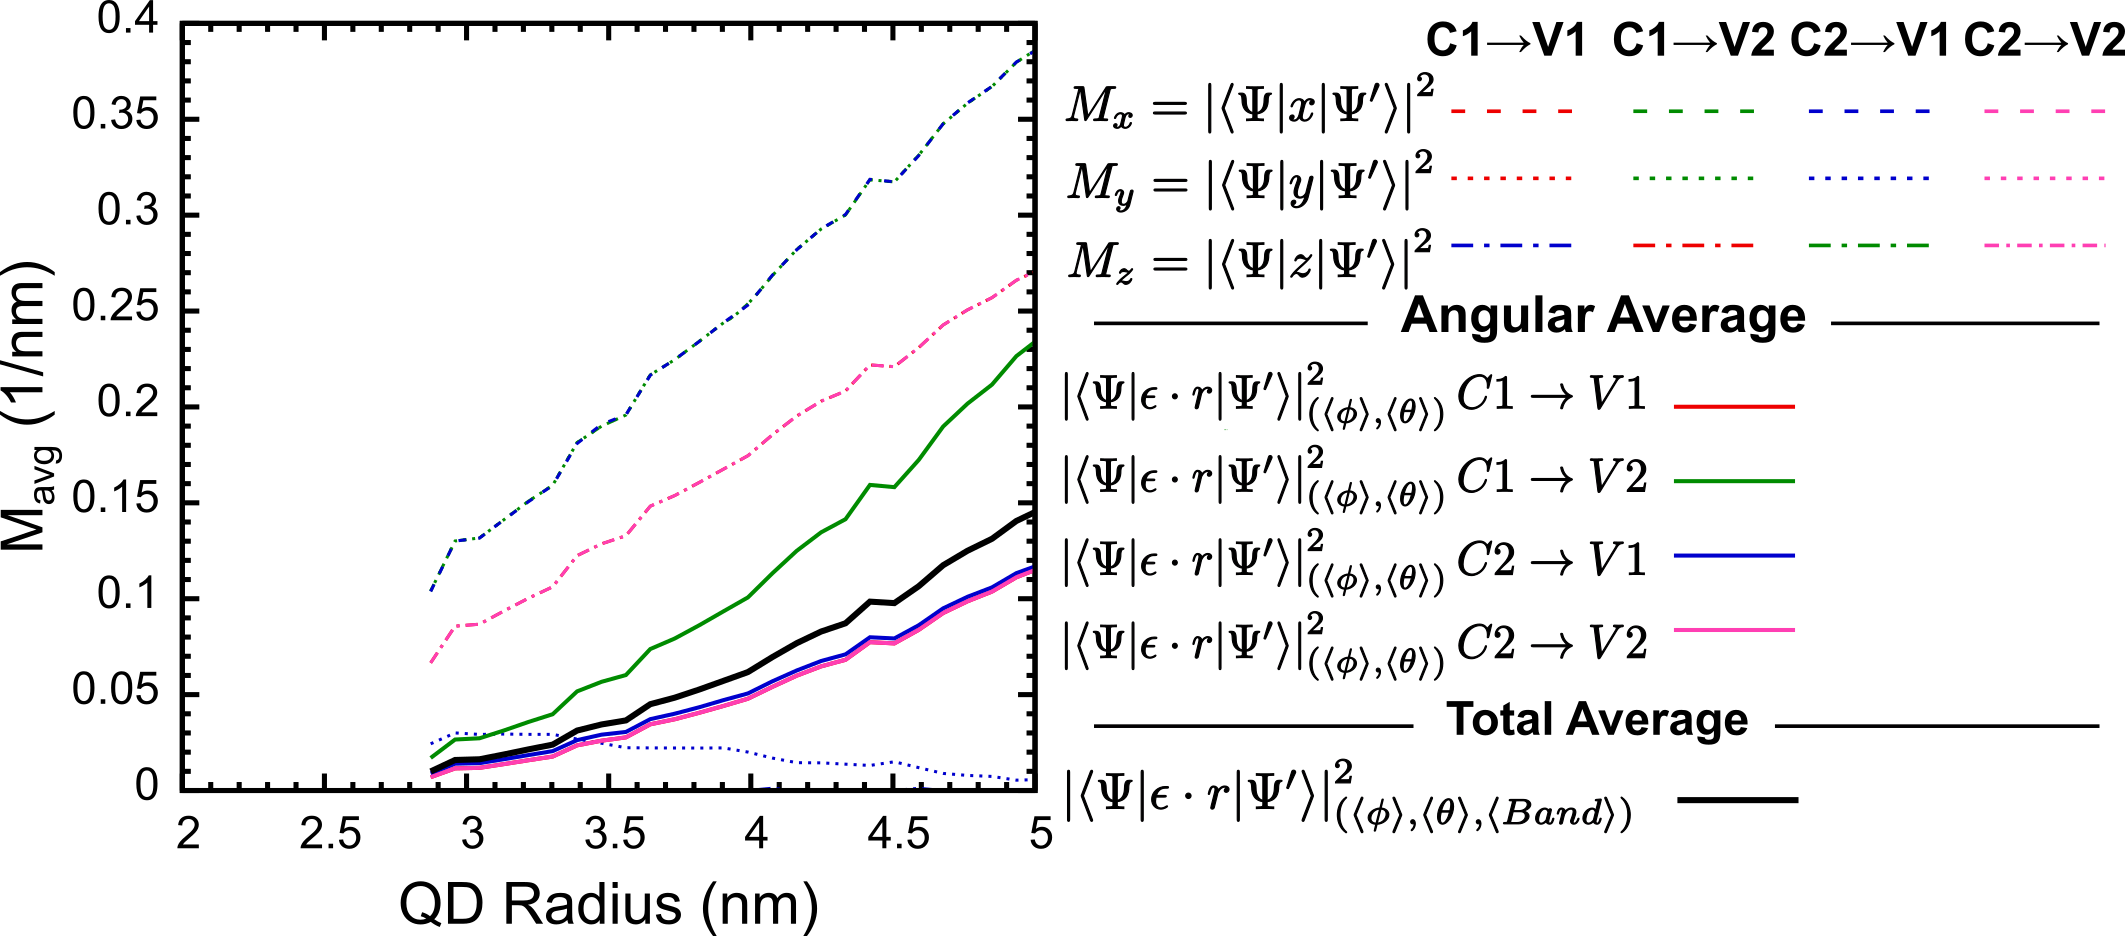 0.4
0.35
0.3
0.25
0.2
0.15
0.1
0.05
0
M_avg (1/nm)
2 2.5 3 3.5 4 4.5 5
QD Radius (nm)
C1→V1 C1→V2 C2→V1 C2→V2
M_x = |⟨Ψ|x|Ψ′⟩|²
M_y = |⟨Ψ|y|Ψ′⟩|²
M_z = |⟨Ψ|z|Ψ′⟩|²
Angular Average
|⟨Ψ|ϵ · r|Ψ′⟩|²_(⟨ϕ⟩,⟨θ⟩) C1 → V1
|⟨Ψ|ϵ · r|Ψ′⟩|²_(⟨ϕ⟩,⟨θ⟩) C1 → V2
|⟨Ψ|ϵ · r|Ψ′⟩|²_(⟨ϕ⟩,⟨θ⟩) C2 → V1
|⟨Ψ|ϵ · r|Ψ′⟩|²_(⟨ϕ⟩,⟨θ⟩) C2 → V2
Total Average
|⟨Ψ|ϵ · r|Ψ′⟩|²_(⟨ϕ⟩,⟨θ⟩,⟨Band⟩)